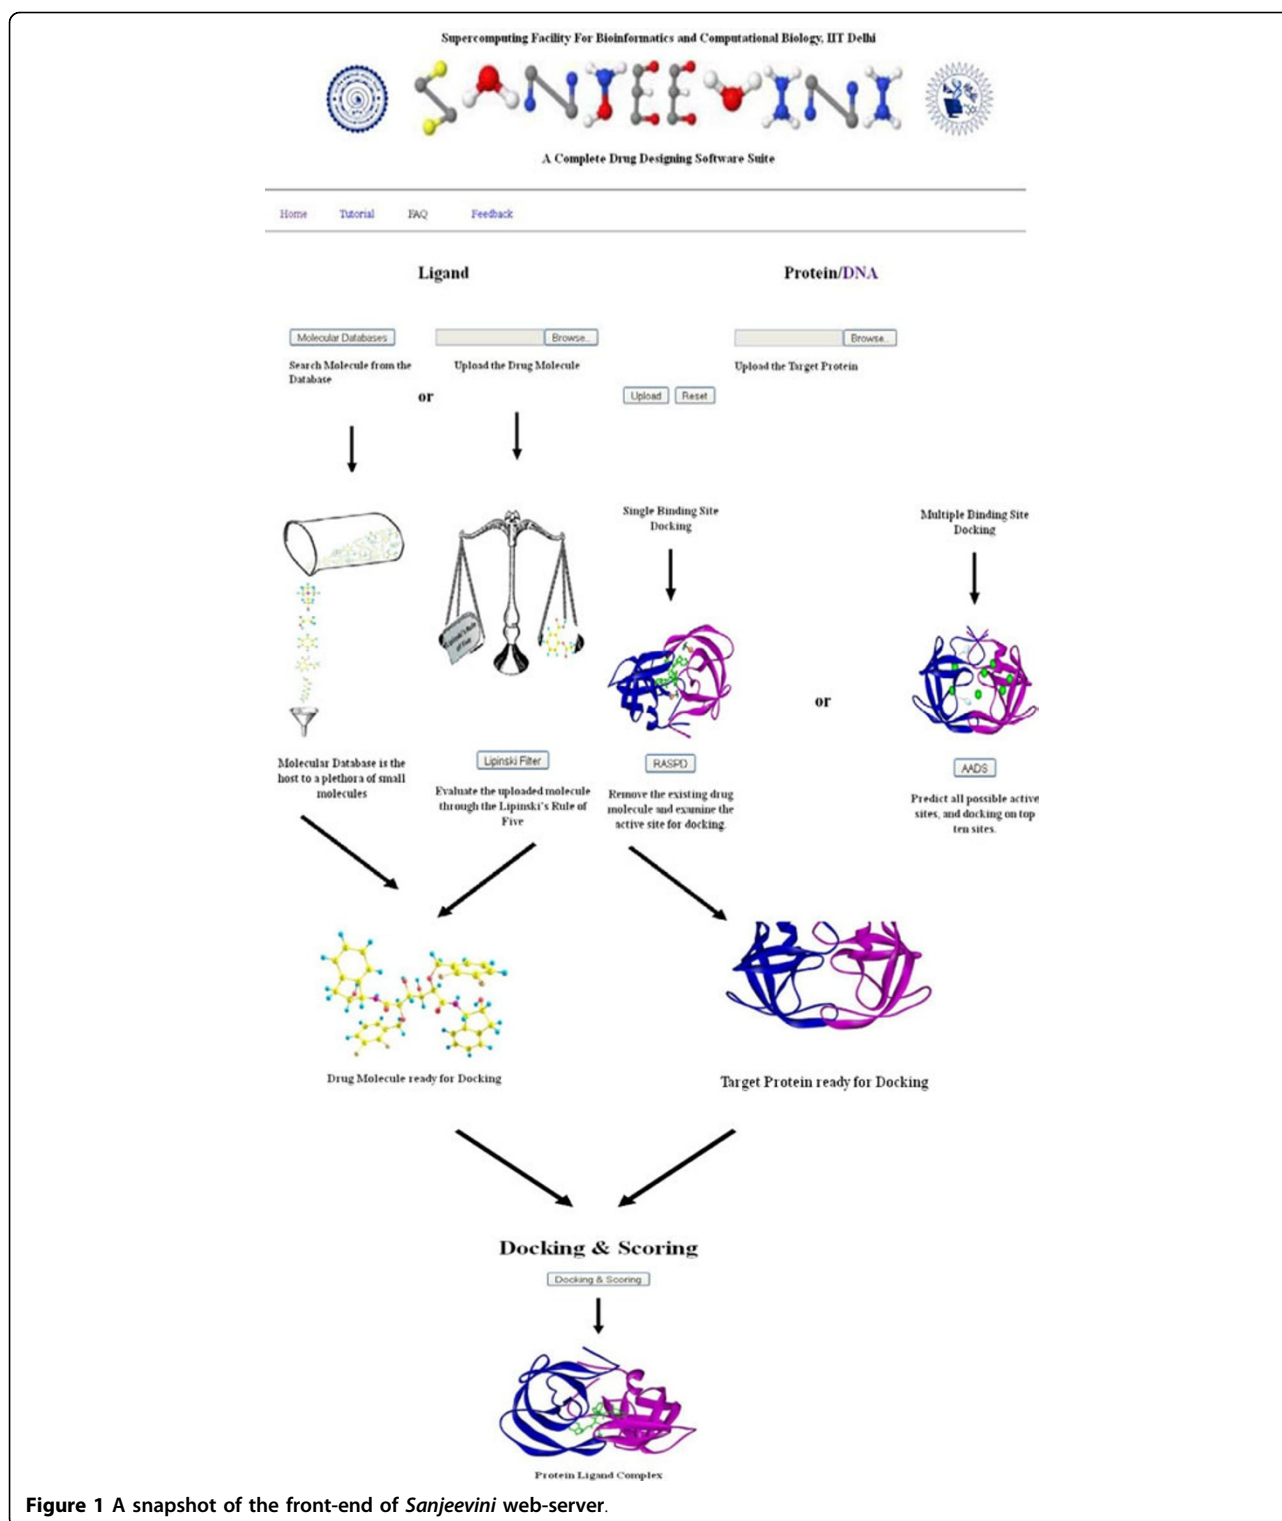 Supercomputing Facility For Bioinformatics and Computational Biology, IIT Delhi
SANJEEVINI
A Complete Drug Designing Software Suite
Home Tutorial FAQ Feedback
Ligand
Protein/DNA
Molecular Databases
Browse..
Browse..
Search Molecule from the
Database
Upload the Drug Molecule
Upload the Target Protein
or
Upload Reset
Single Binding Site
Docking
Multiple Binding Site
Docking
Lipinski's Rule
of Five
or
Molecular Database is the
host to a plethora of small
molecules
Lipinski Filter
Evaluate the uploaded molecule
through the Lipinski's Rule of
Five
RASPD
Remove the existing drug
molecule and examine the
active site for docking.
AADS
Predict all possible active
sites, and docking on top
ten sites.
Drug Molecule ready for Docking
Target Protein ready for Docking
Docking & Scoring
Docking & Scoring
Protein Ligand Complex
Figure 1 A snapshot of the front-end of Sanjeevini web-server.